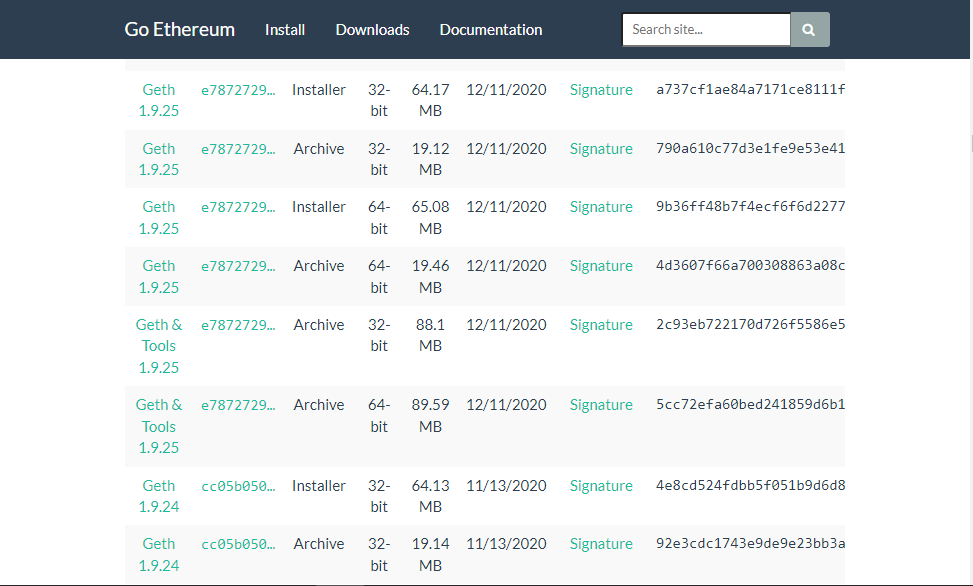 Go Ethereum Install Downloads Documentation Search site...
Geth e7872729… Installer 32- 64.17 12/11/2020 Signature a737cf1ae84a7171ce8111f
1.9.25 bit MB
Geth e7872729… Archive 32- 19.12 12/11/2020 Signature 790a610c77d3e1fe9e53e41
1.9.25 bit MB
Geth e7872729… Installer 64- 65.08 12/11/2020 Signature 9b36ff48b7f4ecf6f6d2277
1.9.25 bit MB
Geth e7872729… Archive 64- 19.46 12/11/2020 Signature 4d3607f66a700308863a08c
1.9.25 bit MB
Geth & e7872729… Archive 32- 88.1 12/11/2020 Signature 2c93eb722170d726f5586e5
Tools bit MB
1.9.25
Geth & e7872729… Archive 64- 89.59 12/11/2020 Signature 5cc72efa60bed241859d6b1
Tools bit MB
1.9.25
Geth cc05b050… Installer 32- 64.13 11/13/2020 Signature 4e8cd524fdbb5f051b9d6d8
1.9.24 bit MB
Geth cc05b050… Archive 32- 19.14 11/13/2020 Signature 92e3cdc1743e9de9e23bb3a
1.9.24 bit MB